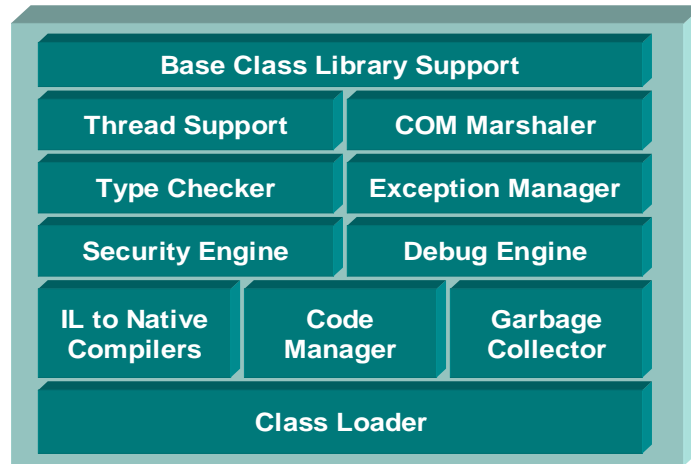 Base Class Library Support
Thread Support
COM Marshaler
Type Checker
Exception Manager
Security Engine
Debug Engine
IL to Native
Compilers
Code
Manager
Garbage
Collector
Class Loader